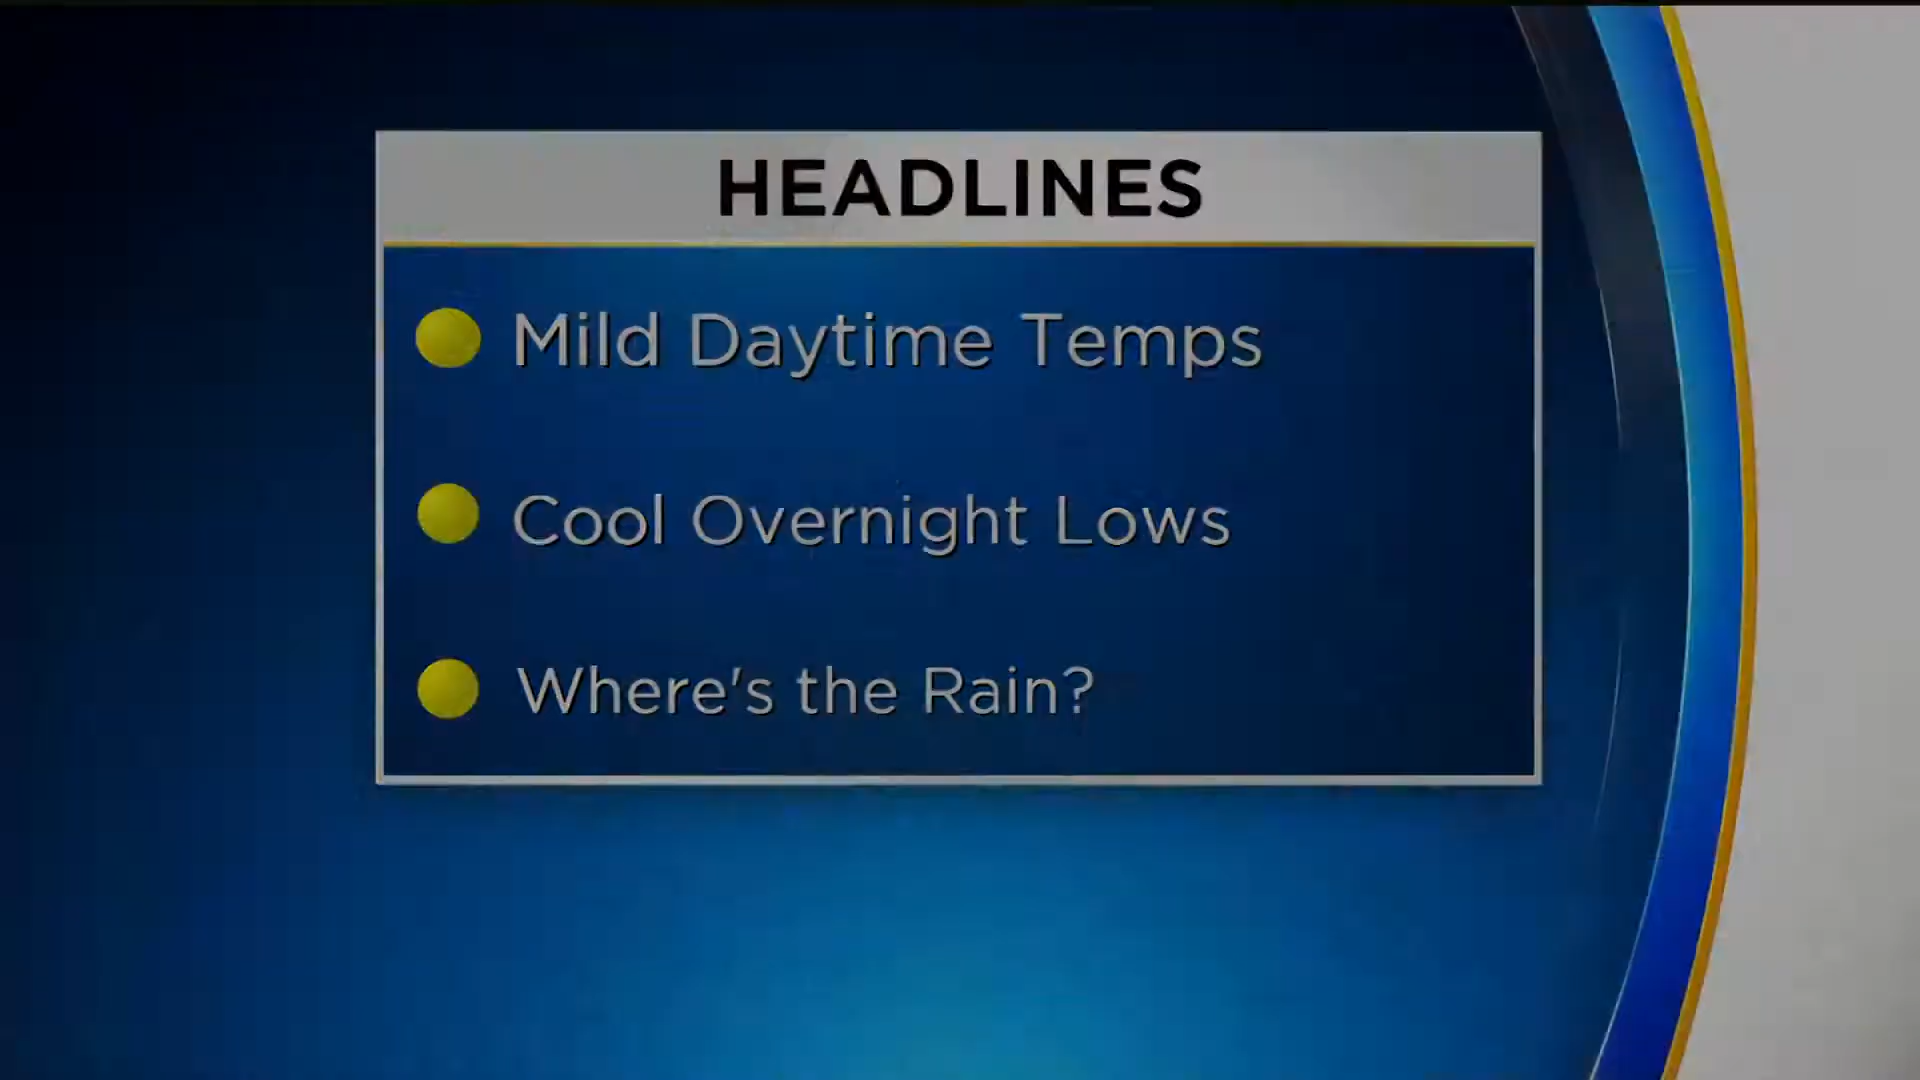 HEADLINES
Mild Daytime Temps
Cool Overnight Lows
Where's the Rain?